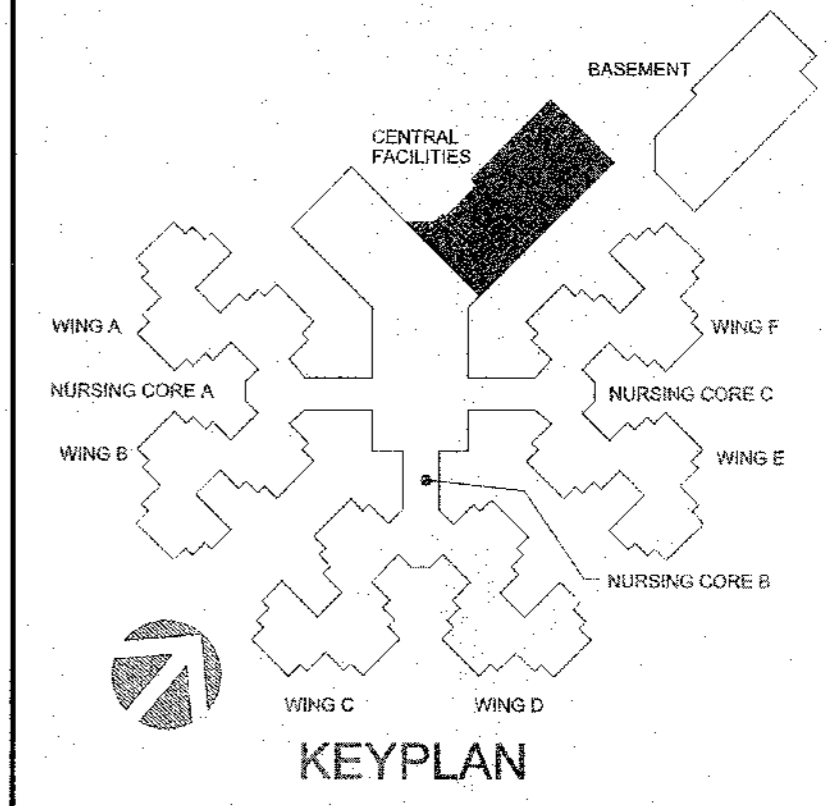 BASEMENT
CENTRAL
FACILITIES
WING A
WING F
NURSING CORE A
NURSING CORE C
WING B
WING E
NURSING CORE B
WING C
WING D
KEYPLAN